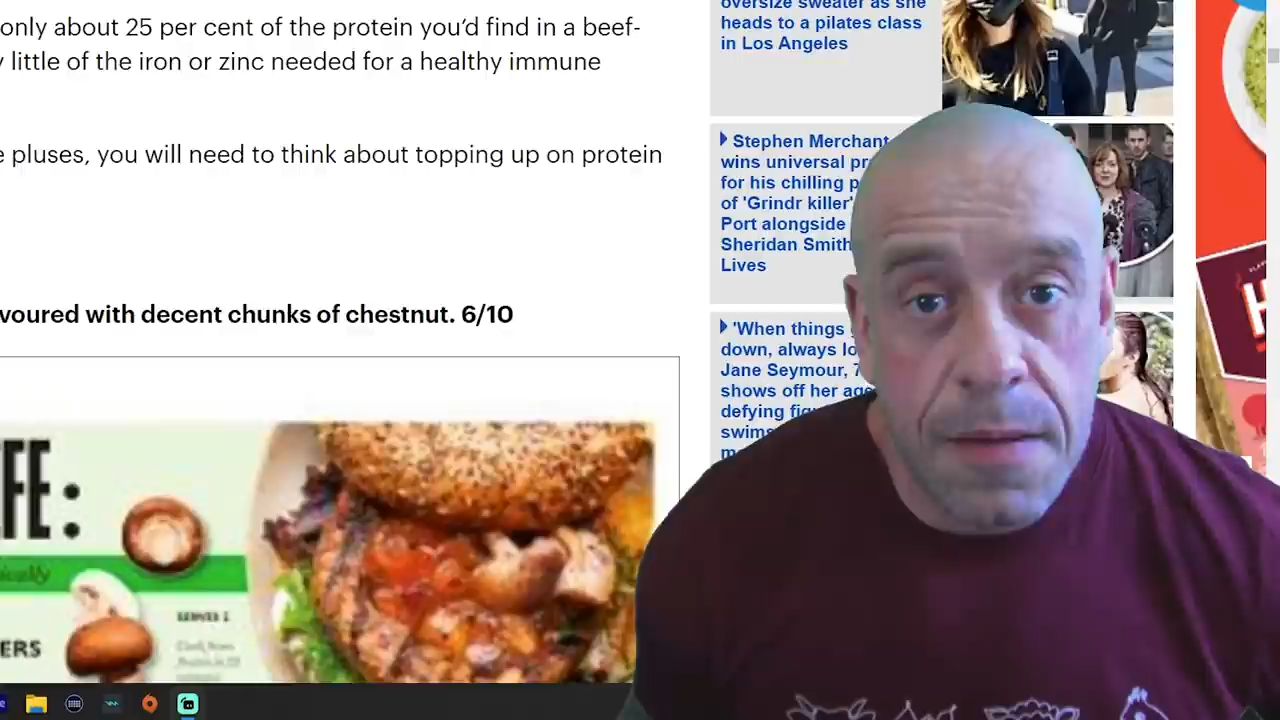 only about 25 per cent of the protein you'd find in a beef-
little of the iron or zinc needed for a healthy immune
pluses, you will need to think about topping up on protein
voured with decent chunks of chestnut. 6/10
FE:
ERS
SERVES 2
oversize sweater as she
heads to a pilates class
in Los Angeles
Stephen Merchant
wins universal
for his chilling
of 'Grindr killer'
Port alongside
Sheridan Smith
Lives
'When things
down, always
Jane Seymour, 7
shows off her
defying
swims
H